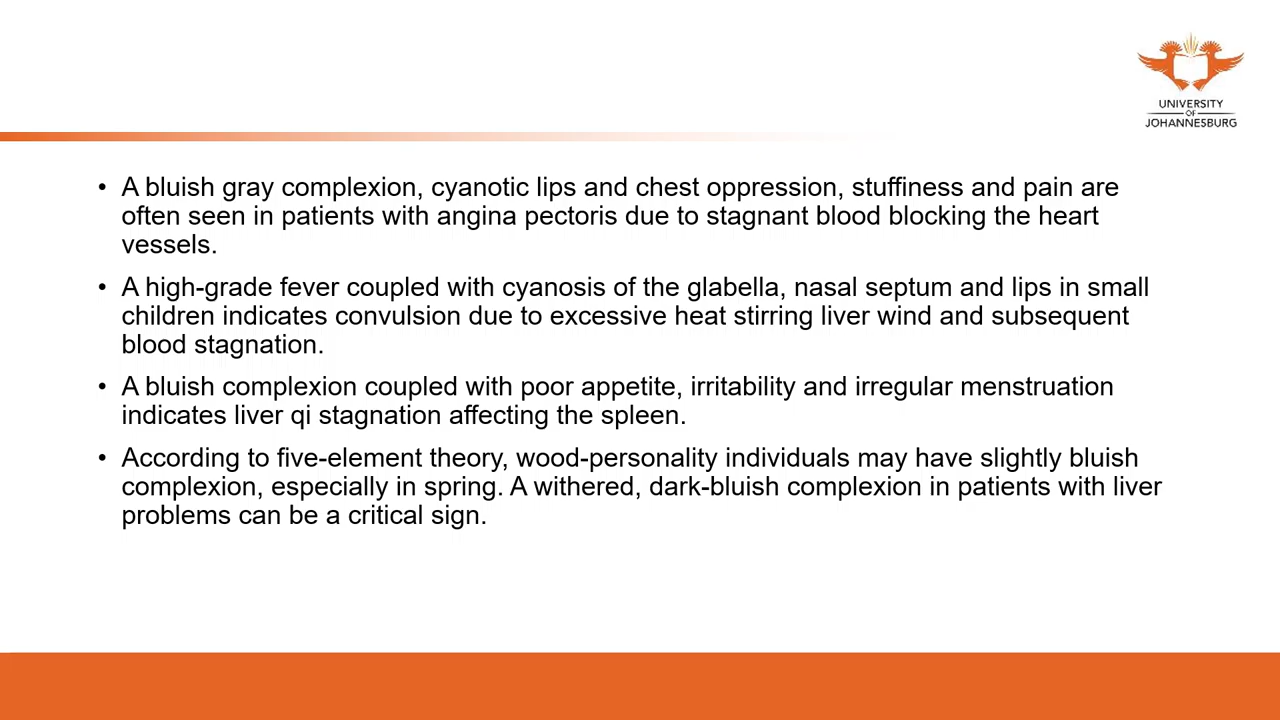 UNIVERSITY
OF
JOHANNESBURG
• A bluish gray complexion, cyanotic lips and chest oppression, stuffiness and pain are
often seen in patients with angina pectoris due to stagnant blood blocking the heart
vessels.
• A high-grade fever coupled with cyanosis of the glabella, nasal septum and lips in small
children indicates convulsion due to excessive heat stirring liver wind and subsequent
blood stagnation.
• A bluish complexion coupled with poor appetite, irritability and irregular menstruation
indicates liver qi stagnation affecting the spleen.
• According to five-element theory, wood-personality individuals may have slightly bluish
complexion, especially in spring. A withered, dark-bluish complexion in patients with liver
problems can be a critical sign.